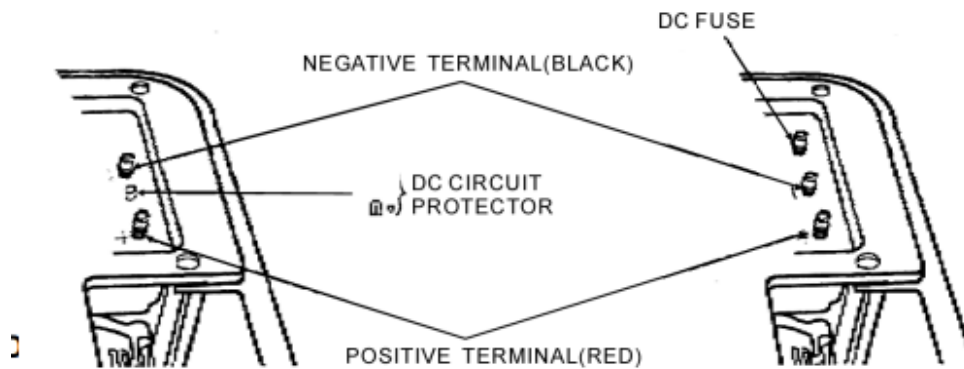 DC FUSE
NEGATIVE TERMINAL(BLACK)
DC CIRCUIT
PROTECTOR
POSITIVE TERMINAL(RED)